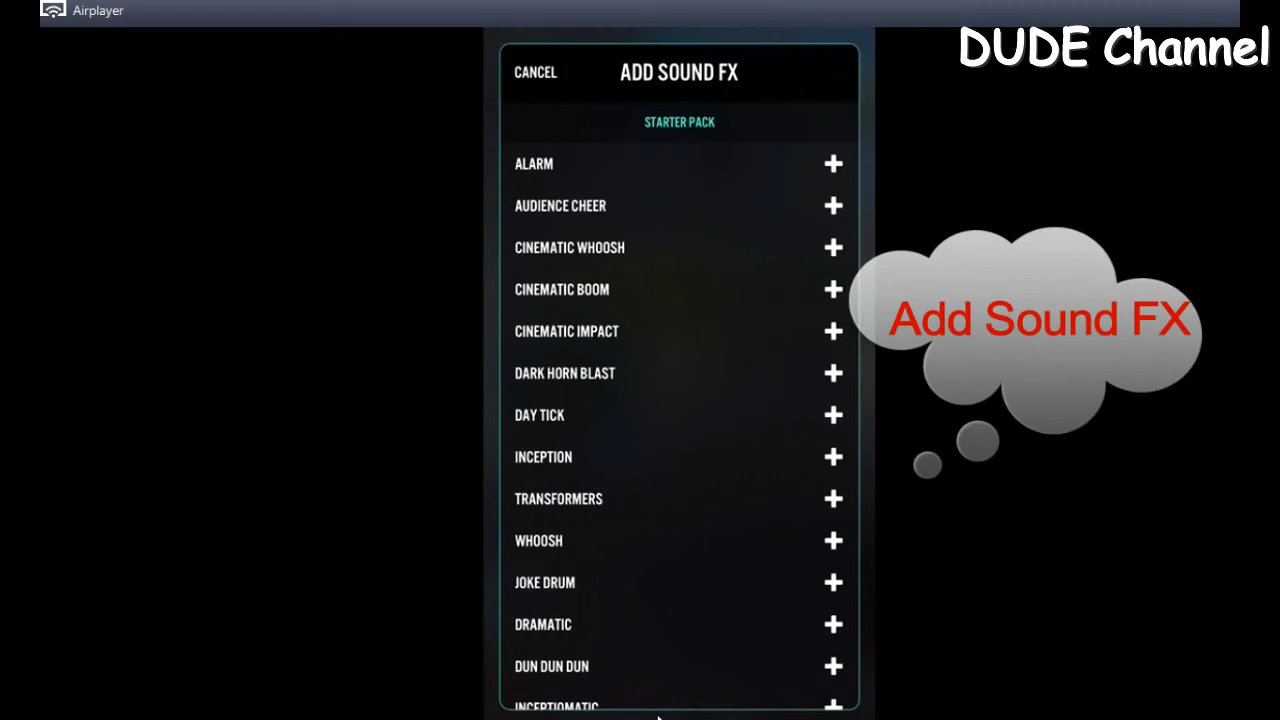 Airplayer
DUDE Channel
CANCEL
ADD SOUND FX
STARTER PACK
ALARM
AUDIENCE CHEER
CINEMATIC WHOOSH
CINEMATIC BOOM
CINEMATIC IMPACT
DARK HORN BLAST
DAY TICK
INCEPTION
TRANSFORMERS
WHOOSH
JOKE DRUM
DRAMATIC
DUN DUN DUN
INCEPTIOMATIC
Add Sound FX